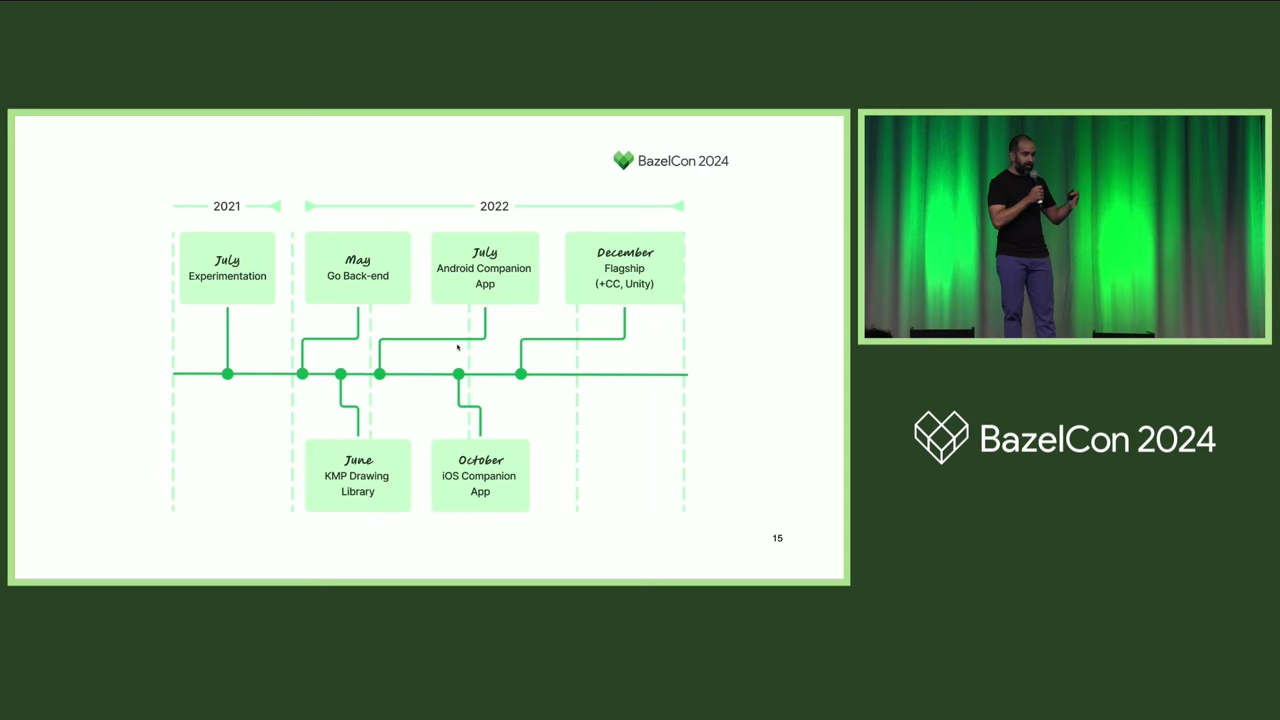 BazelCon 2024
2021
2022
July
Experimentation
May
Go Back-end
July
Android Companion
App
December
Flagship
(+CC, Unity)
June
KMP Drawing
Library
October
iOS Companion
App
15
BazelCon 2024